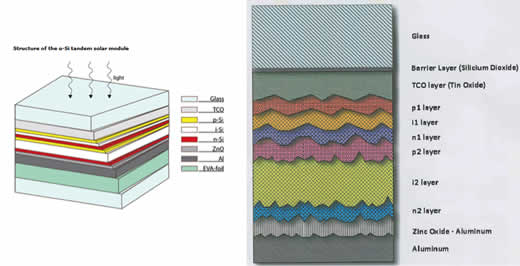 Structure of the α-Si tandem solar module
light
Glass
TCO
p-Si
i-Si
n-Si
ZnO
Al
EVA-foil
Glass
Barrier Layer (Silicium Dioxide)
TCO layer (Tin Oxide)
p1 layer
i1 layer
n1 layer
p2 layer
i2 layer
n2 layer
Zinc Oxide - Aluminum
Aluminum